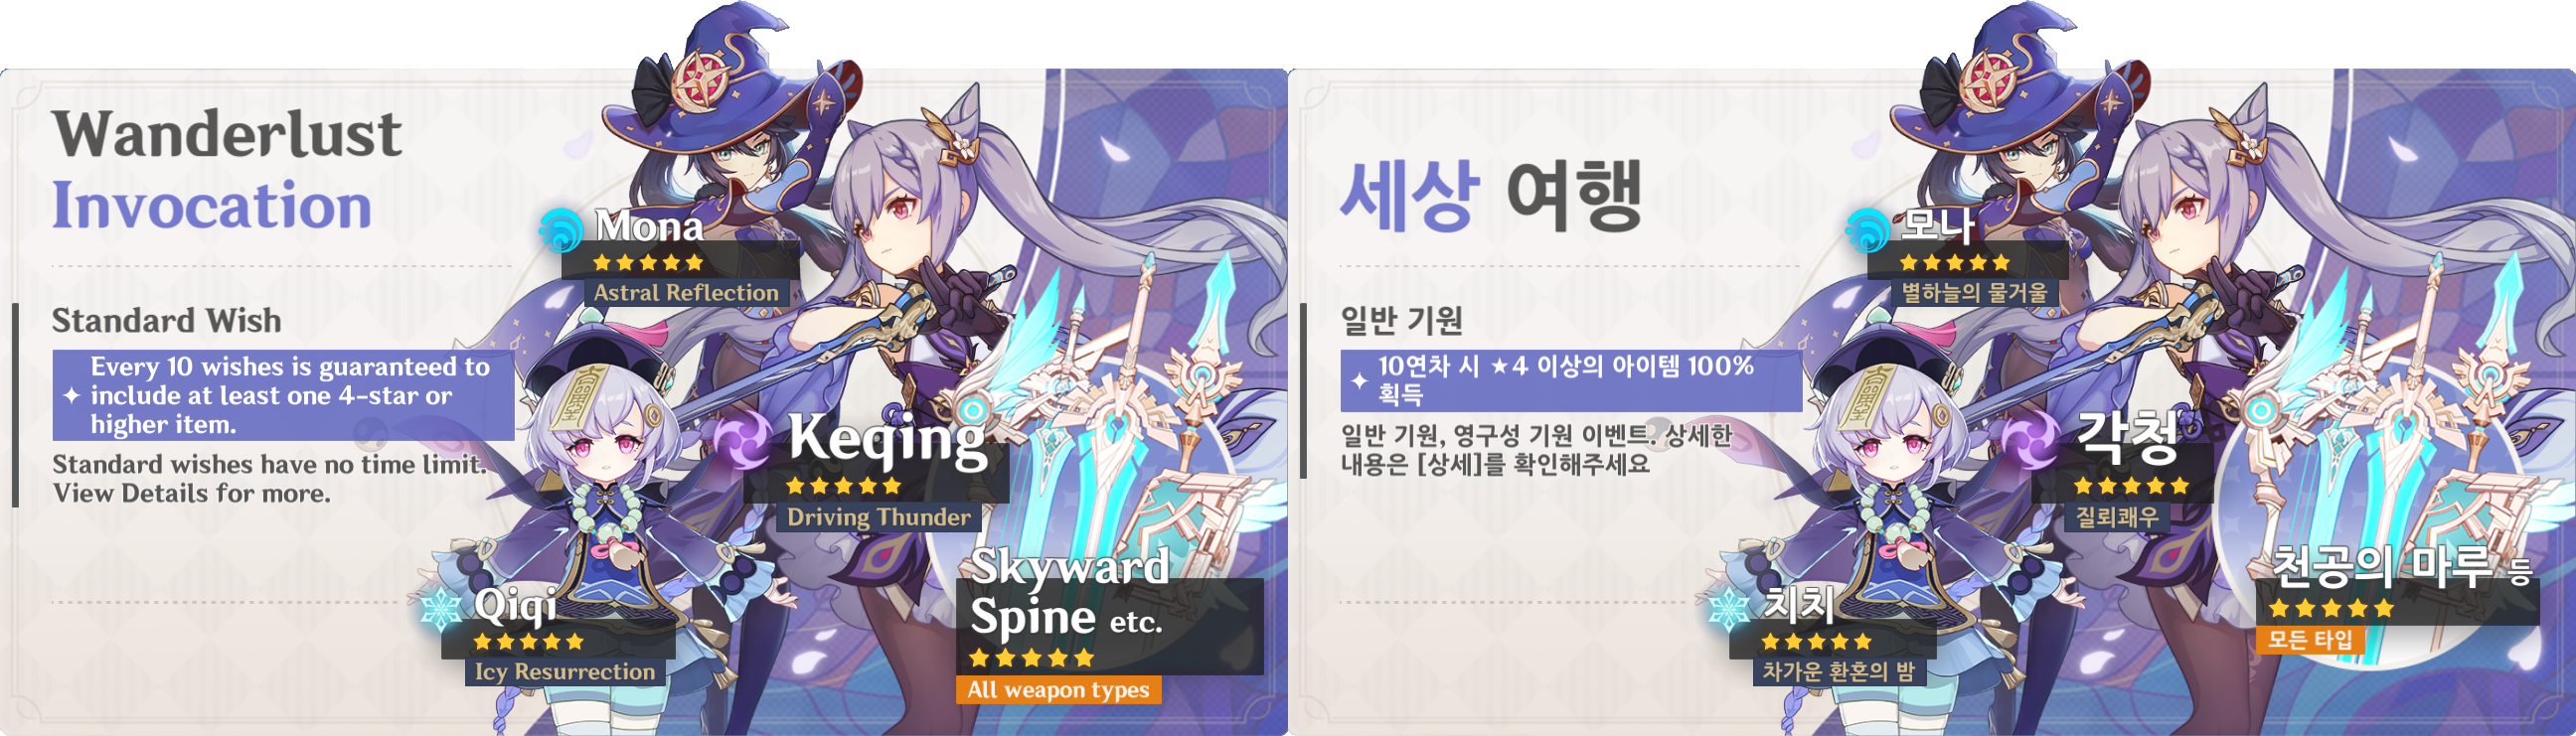 Wanderlust
Invocation
Standard Wish
Every 10 wishes is guaranteed to
include at least one 4-star or
higher item.
Standard wishes have no time limit.
View Details for more.
Mona
Astral Reflection
Keqing
Driving Thunder
Qiqi
Icy Resurrection
Skyward
Spine etc.
All weapon types
세상 여행
일반 기원
10연차 시 ★4 이상의 아이템 100%
획득
일반 기원, 영구성 기원 이벤트. 상세한
내용은 [상세]를 확인해주세요
모나
별하늘의 물거울
각청
질뢰쾌우
치치
차가운 환혼의 밤
천공의 마루 등
모든 타입